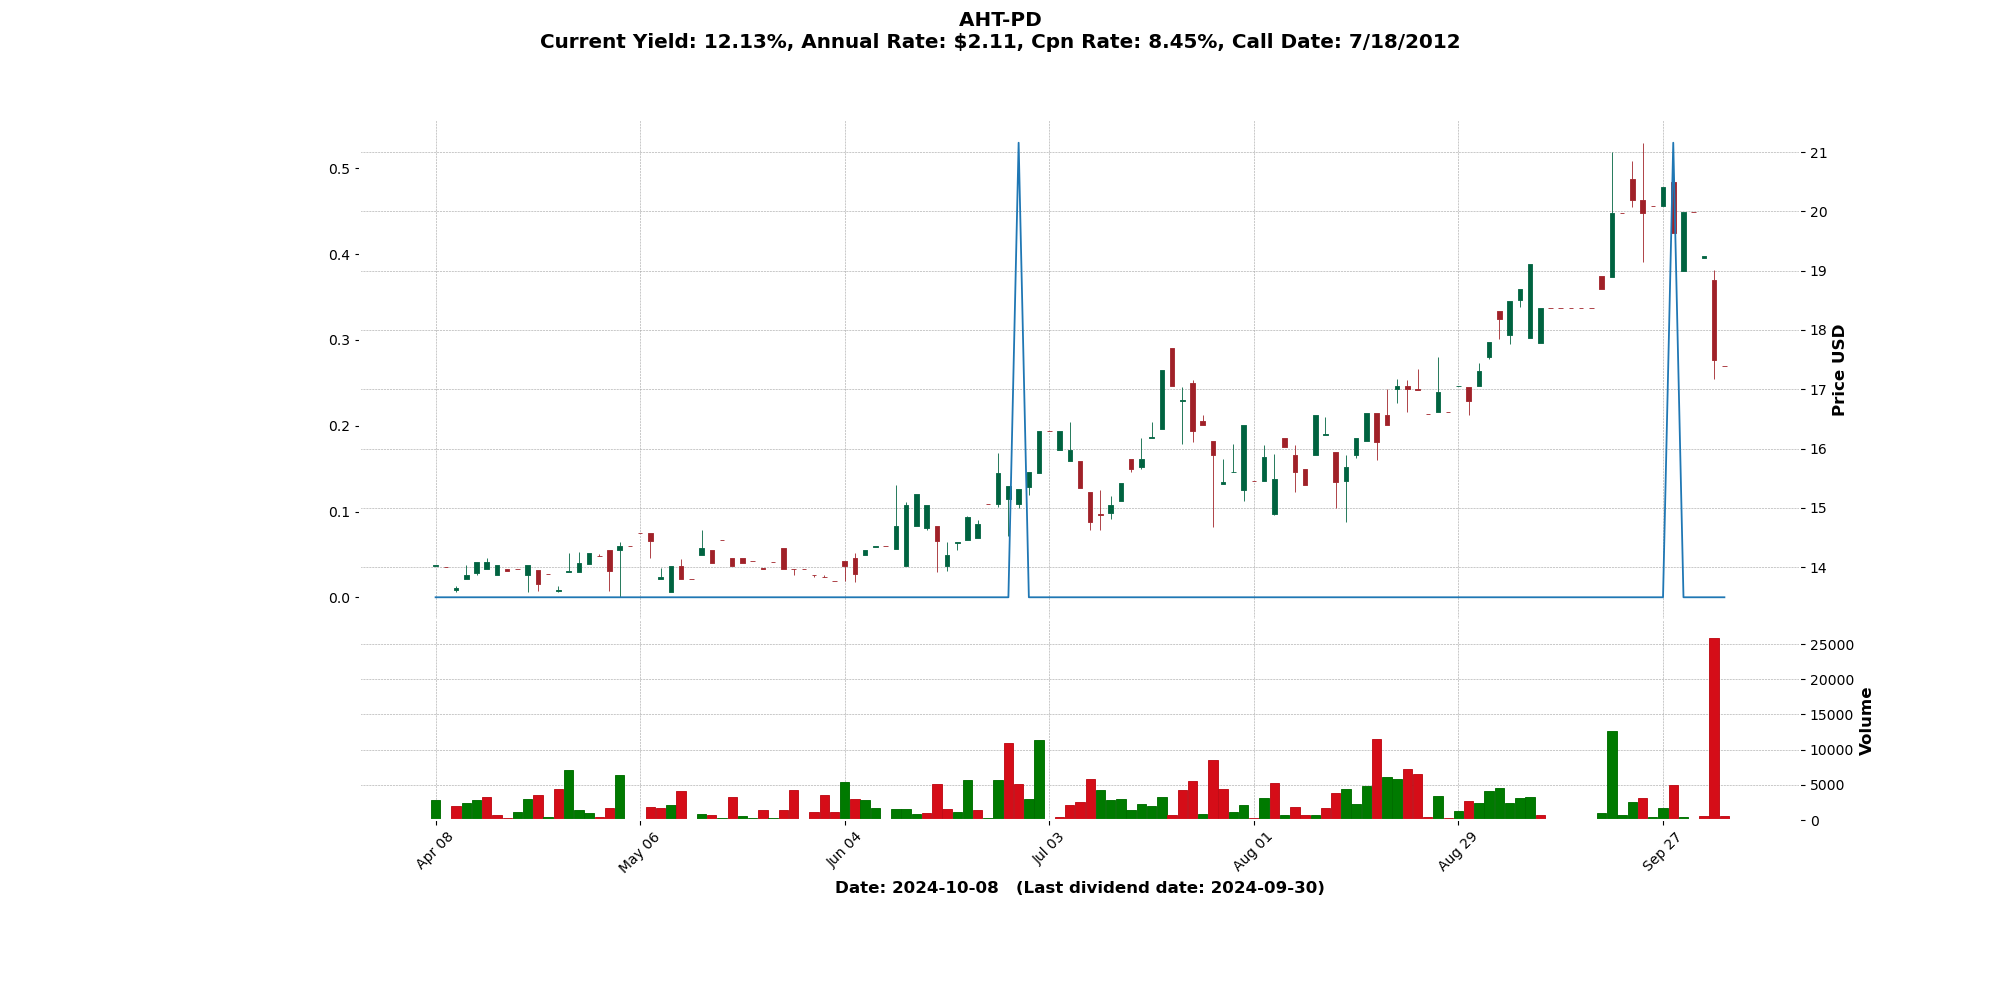 AHT-PD
Current Yield: 12.13%, Annual Rate: $2.11, Cpn Rate: 8.45%, Call Date: 7/18/2012
0.5
0.4
0.3
0.2
0.1
0.0
21
20
19
18
17
16
15
14
Price USD
25000
20000
15000
10000
5000
0
Volume
Apr 08
May 06
Jun 04
Jul 03
Aug 01
Aug 29
Sep 27
Date: 2024-10-08 (Last dividend date: 2024-09-30)